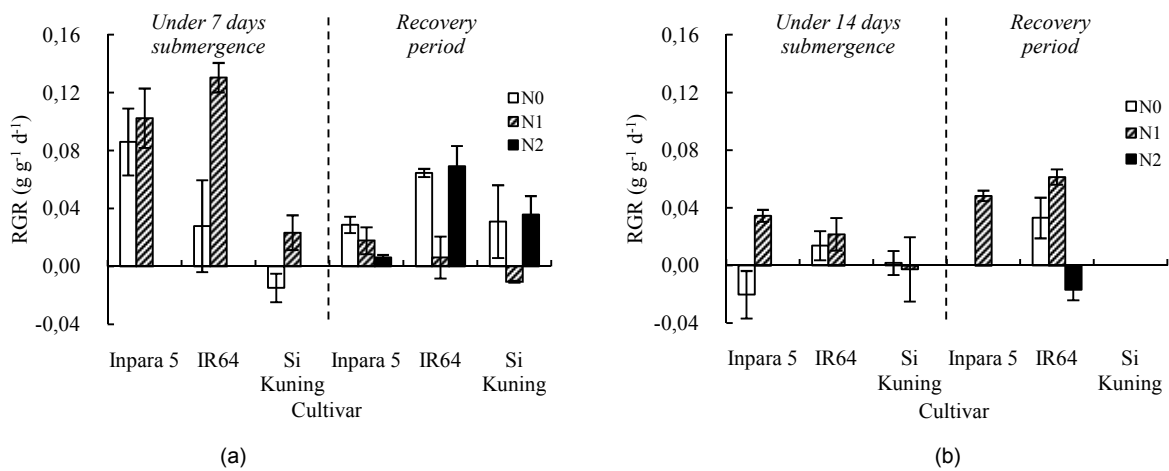 Under 7 days
submergence
Recovery
period
0,16
0,12
0,08
0,04
0,00
-0,04
RGR (g g⁻¹ d⁻¹)
N0
N1
N2
Inpara 5 IR64 Si Kuning Inpara 5 IR64 Si Kuning
Cultivar
(a)
Under 14 days
submergence
Recovery
period
0,16
0,12
0,08
0,04
0,00
-0,04
RGR (g g⁻¹ d⁻¹)
N0
N1
N2
Inpara 5 IR64 Si Kuning Inpara 5 IR64 Si Kuning
Cultivar
(b)